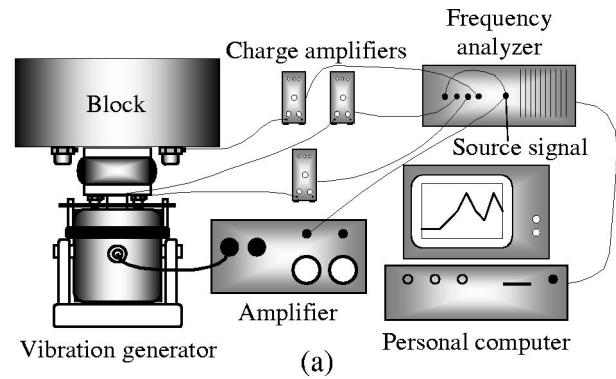 Frequency
analyzer
Charge amplifiers
Block
Source signal
Amplifier
Personal computer
Vibration generator
(a)